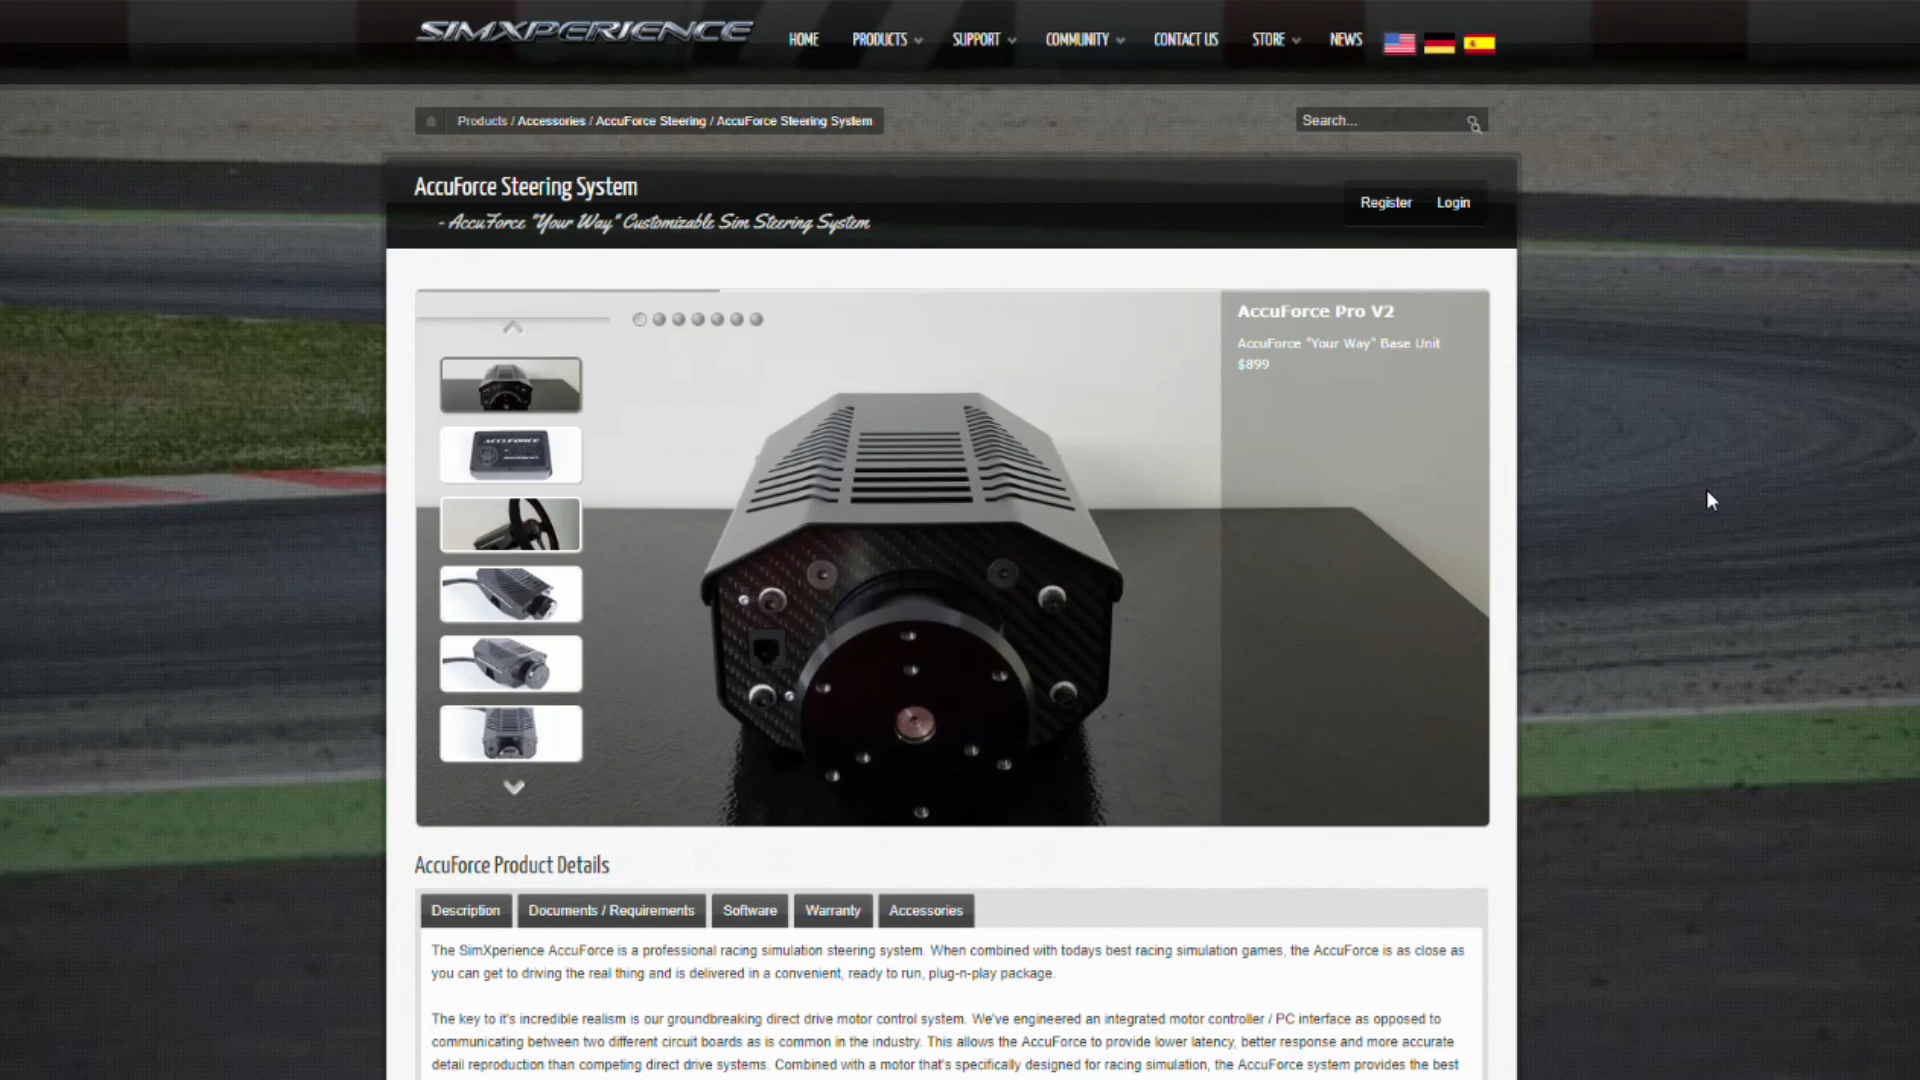 SIMXPERIENCE
HOME PRODUCTS SUPPORT COMMUNITY CONTACT US STORE NEWS
Products / Accessories / AccuForce Steering / AccuForce Steering System
Search...
AccuForce Steering System
- AccuForce "Your Way" Customizable Sim Steering System
Register Login
AccuForce Pro V2
AccuForce "Your Way" Base Unit
$899
ACCUFORCE
AccuForce Product Details
Description Documents / Requirements Software Warranty Accessories
The SimXperience AccuForce is a professional racing simulation steering system. When combined with todays best racing simulation games, the AccuForce is as close as
you can get to driving the real thing and is delivered in a convenient, ready to run, plug-n-play package.
The key to it's incredible realism is our groundbreaking direct drive motor control system. We've engineered an integrated motor controller / PC interface as opposed to
communicating between two different circuit boards as is common in the industry. This allows the AccuForce to provide lower latency, better response and more accurate
detail reproduction than competing direct drive systems. Combined with a motor that's specifically designed for racing simulation, the AccuForce system provides the best